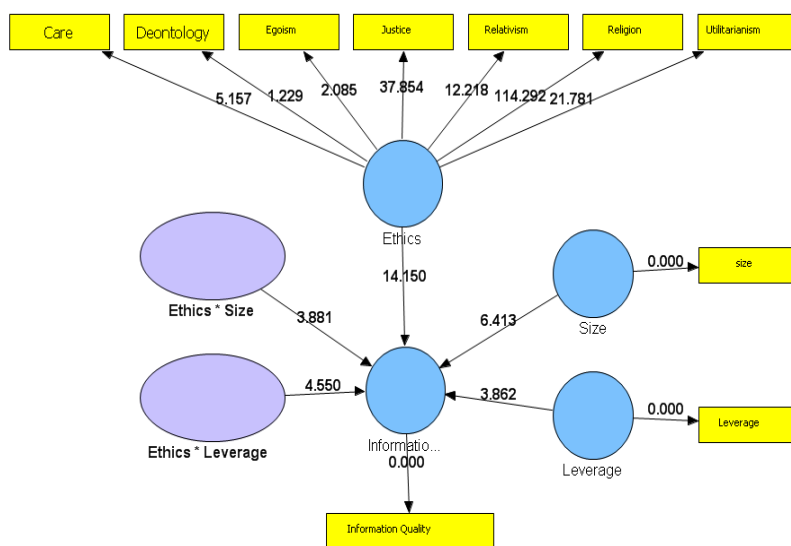 Care
Deontology
Egoism
Justice
Relativism
Religion
Utilitarianism
5.157
1.229
2.085
37.854
12.218
114.292
21.781
Ethics
14.150
Ethics * Size
3.881
6.413
Size
0.000
size
Ethics * Leverage
4.550
3.862
Leverage
0.000
Leverage
Informatio...
0.000
Information Quality